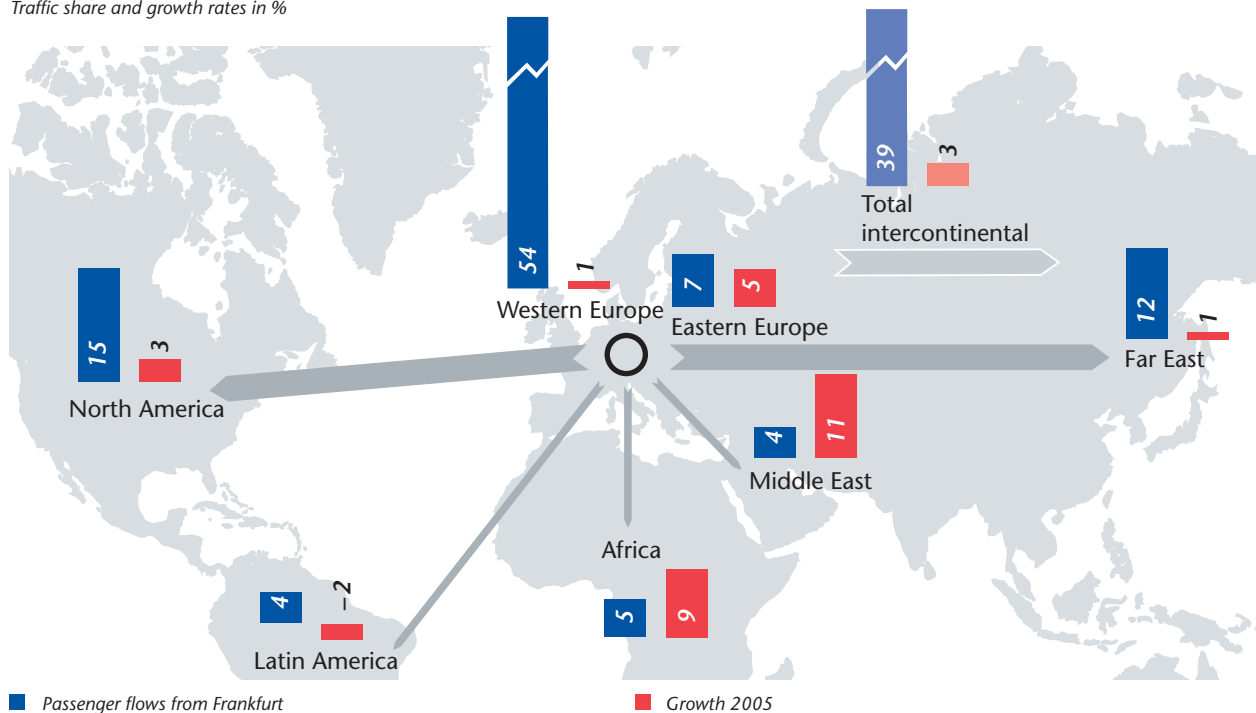 Traffic share and growth rates in %
39
3
Total
intercontinental
54
1
Western Europe
7
5
Eastern Europe
12
1
Far East
15
3
North America
4
11
Middle East
Africa
5
9
4
–2
Latin America
Passenger flows from Frankfurt
Growth 2005